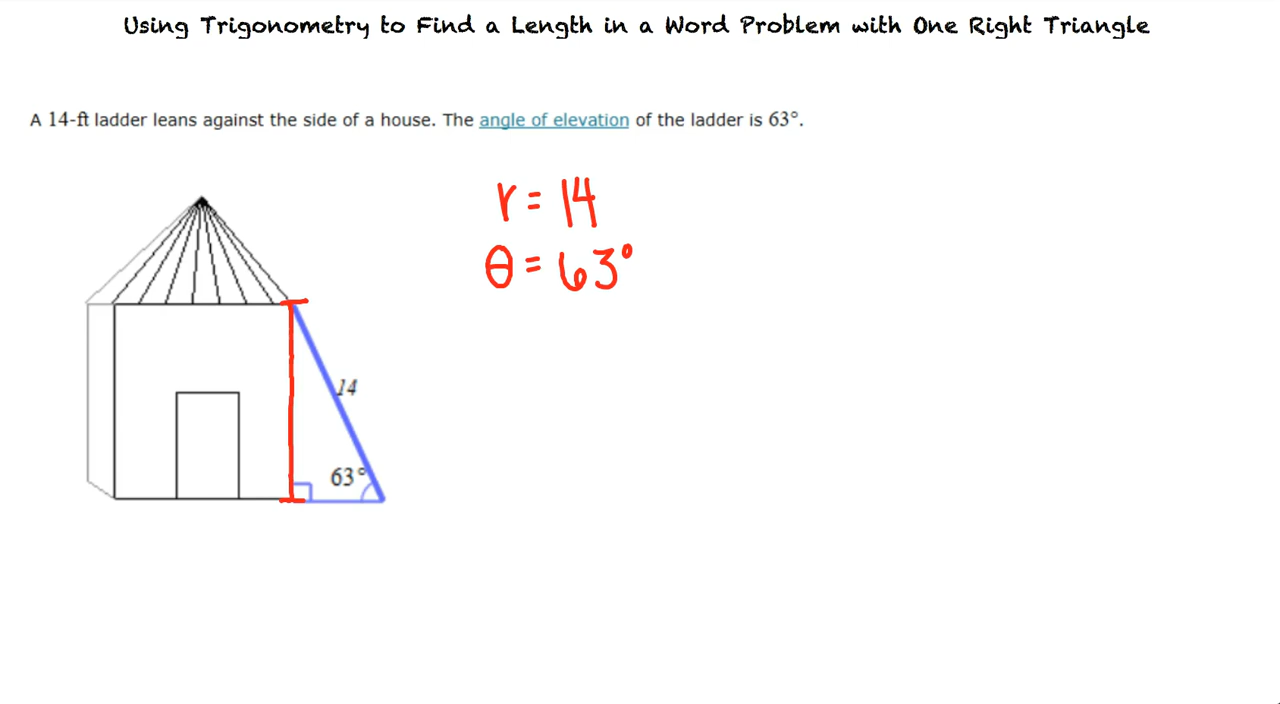 Using Trigonometry to Find a Length in a Word Problem with One Right Triangle
A 14-ft ladder leans against the side of a house. The angle of elevation of the ladder is 63°.
r = 14
θ = 63°
14
63°